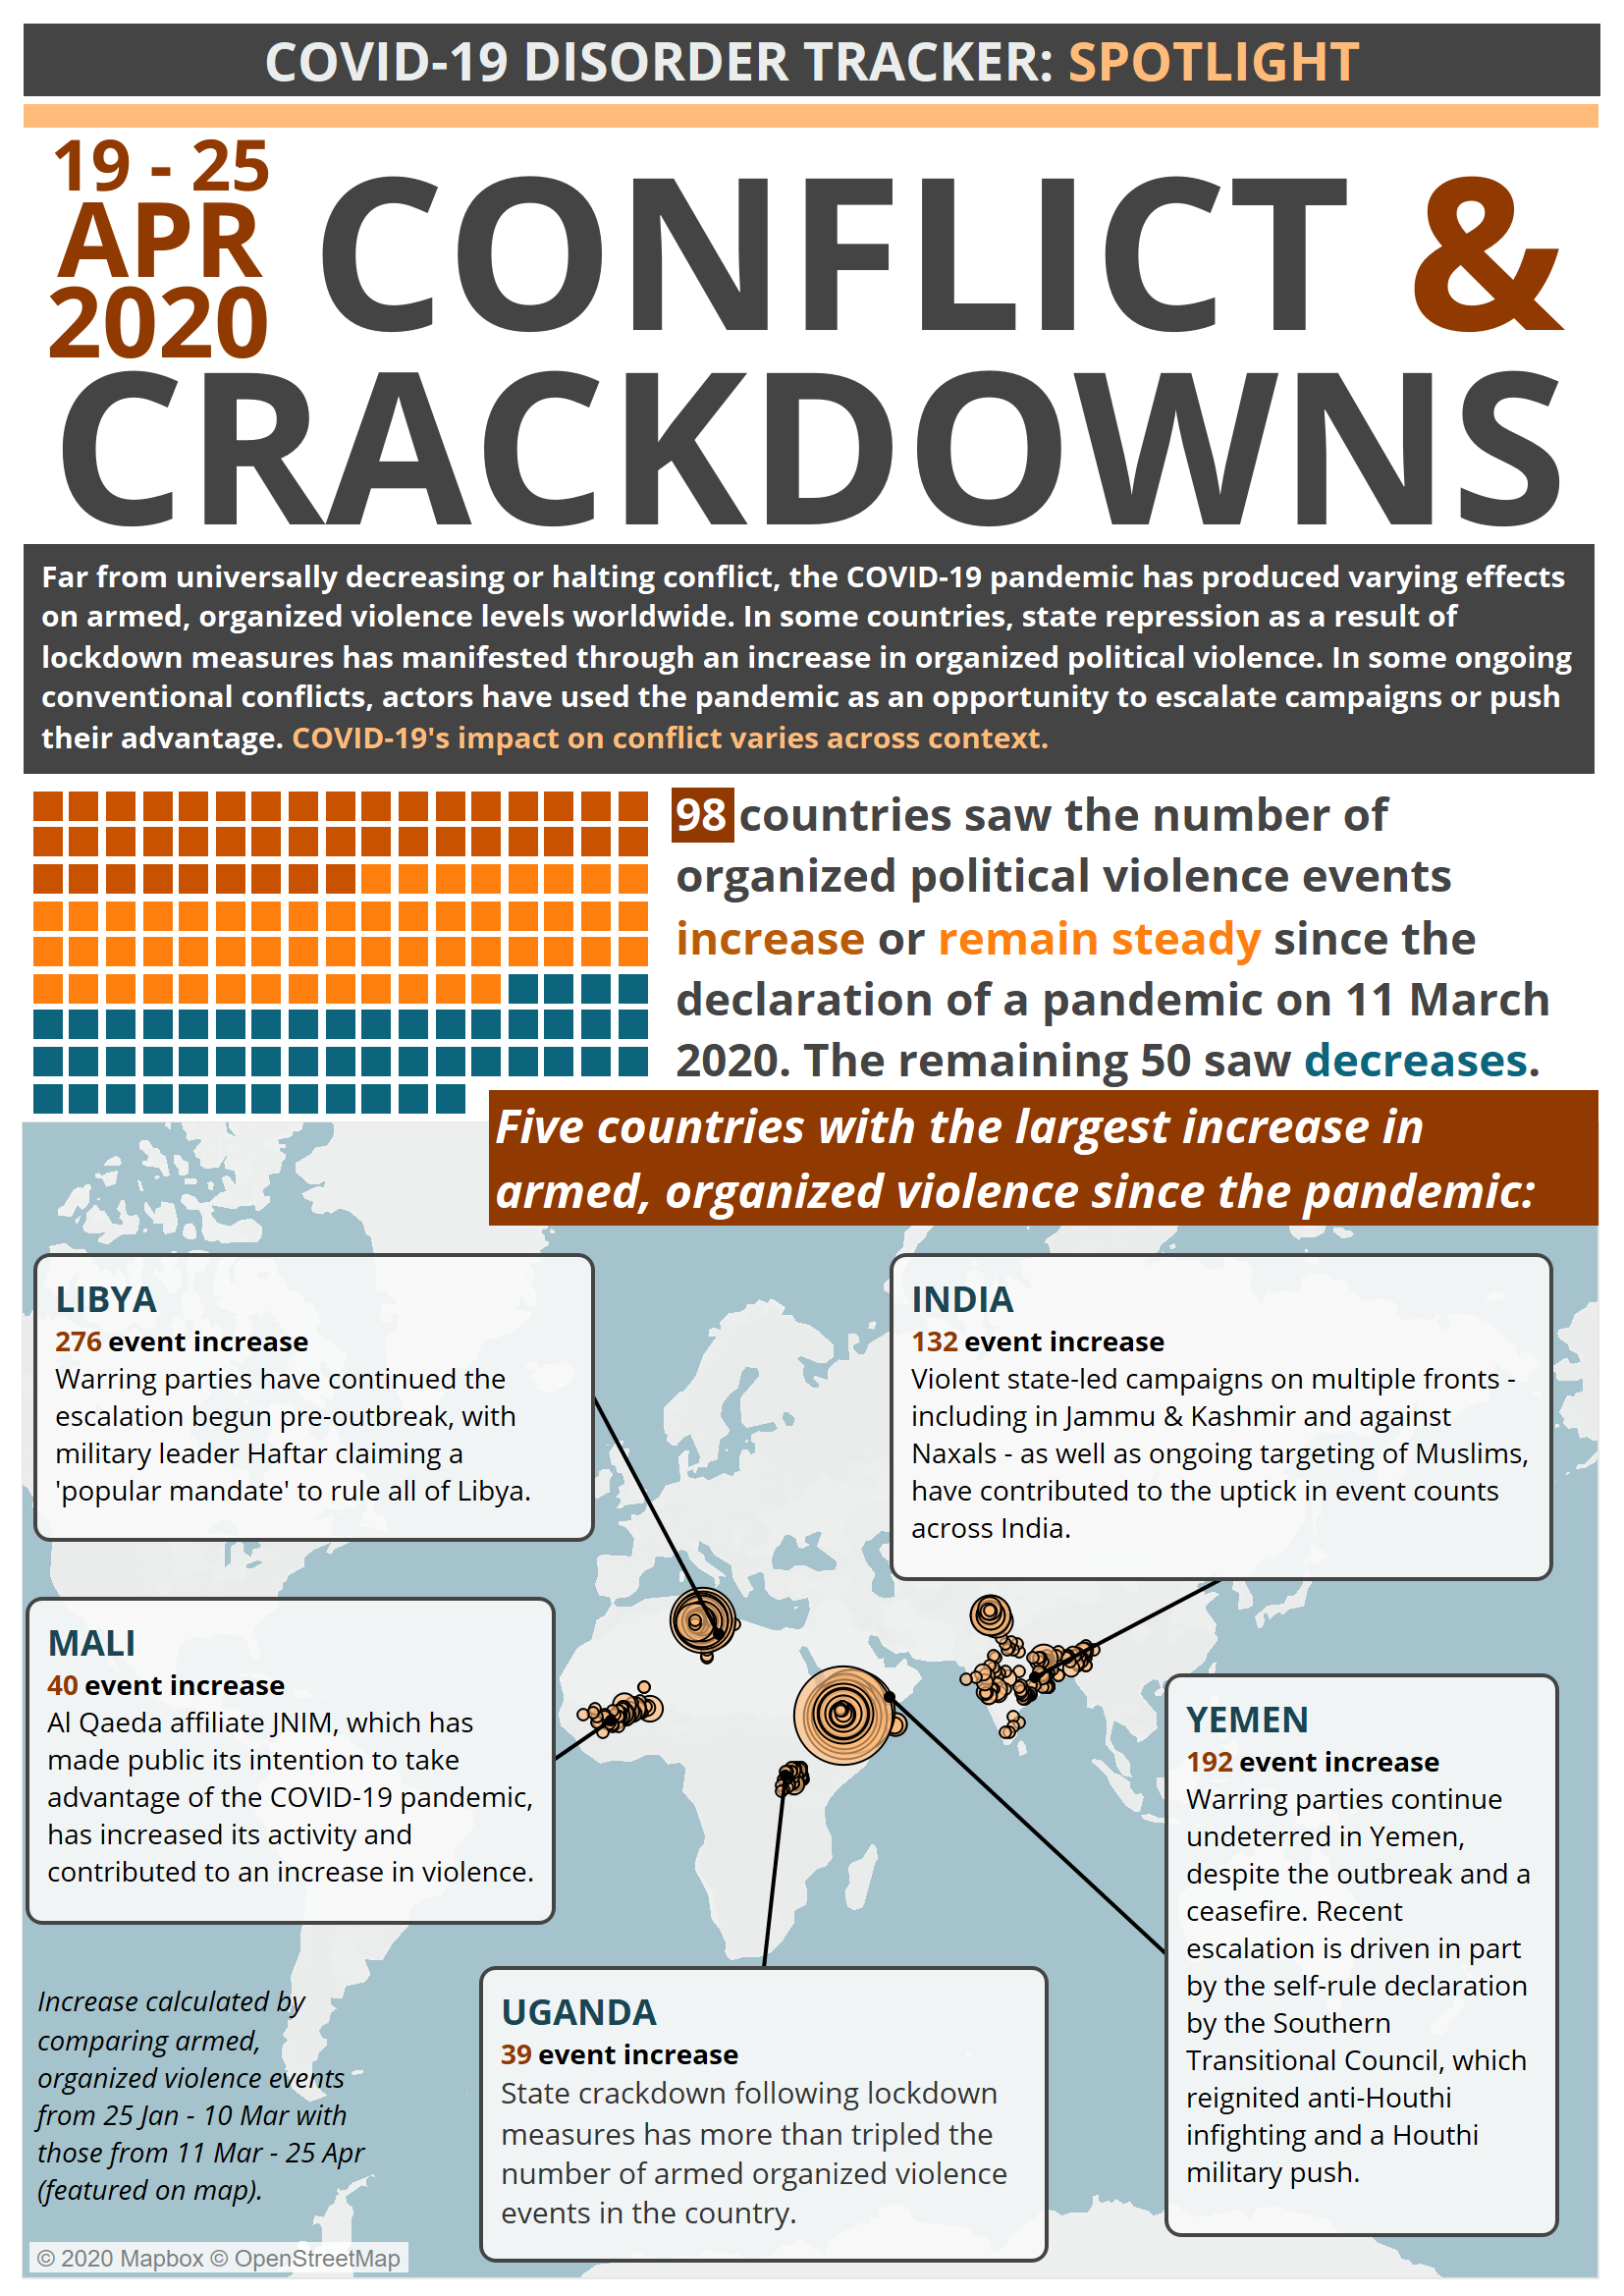 COVID-19 DISORDER TRACKER: SPOTLIGHT
19 - 25
APR
2020
CONFLICT &
CRACKDOWNS
Far from universally decreasing or halting conflict, the COVID-19 pandemic has produced varying effects
on armed, organized violence levels worldwide. In some countries, state repression as a result of
lockdown measures has manifested through an increase in organized political violence. In some ongoing
conventional conflicts, actors have used the pandemic as an opportunity to escalate campaigns or push
their advantage. COVID-19's impact on conflict varies across context.
98 countries saw the number of
organized political violence events
increase or remain steady since the
declaration of a pandemic on 11 March
2020. The remaining 50 saw decreases.
Five countries with the largest increase in
armed, organized violence since the pandemic:
LIBYA
276 event increase
Warring parties have continued the
escalation begun pre-outbreak, with
military leader Haftar claiming a
'popular mandate' to rule all of Libya.
INDIA
132 event increase
Violent state-led campaigns on multiple fronts -
including in Jammu & Kashmir and against
Naxals - as well as ongoing targeting of Muslims,
have contributed to the uptick in event counts
across India.
MALI
40 event increase
Al Qaeda affiliate JNIM, which has
made public its intention to take
advantage of the COVID-19 pandemic,
has increased its activity and
contributed to an increase in violence.
YEMEN
192 event increase
Warring parties continue
undeterred in Yemen,
despite the outbreak and a
ceasefire. Recent
escalation is driven in part
by the self-rule declaration
by the Southern
Transitional Council, which
reignited anti-Houthi
infighting and a Houthi
military push.
UGANDA
39 event increase
State crackdown following lockdown
measures has more than tripled the
number of armed organized violence
events in the country.
Increase calculated by
comparing armed,
organized violence events
from 25 Jan - 10 Mar with
those from 11 Mar - 25 Apr
(featured on map).
© 2020 Mapbox © OpenStreetMap